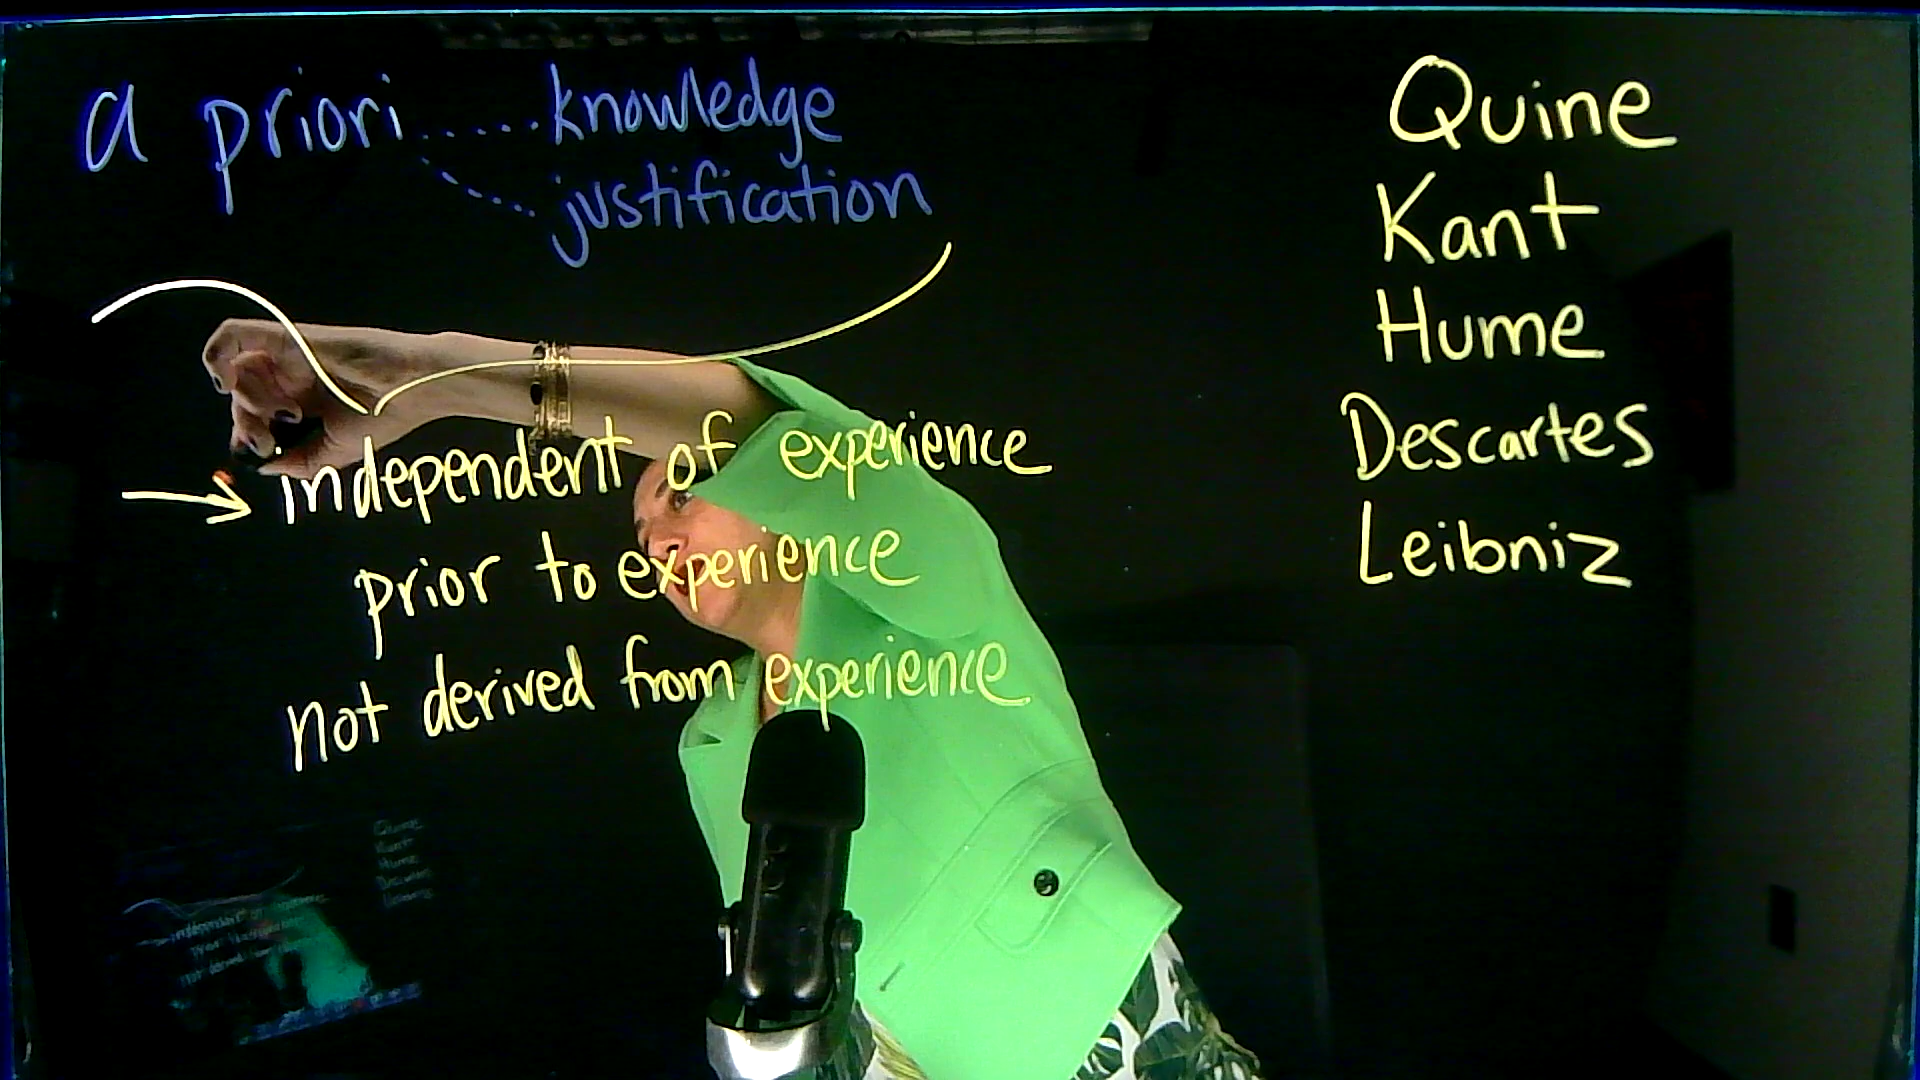 a priori ...... knowledge
justification
→ independent of experience
prior to experience
not derived from experience
Quine
Kant
Hume
Descartes
Leibniz